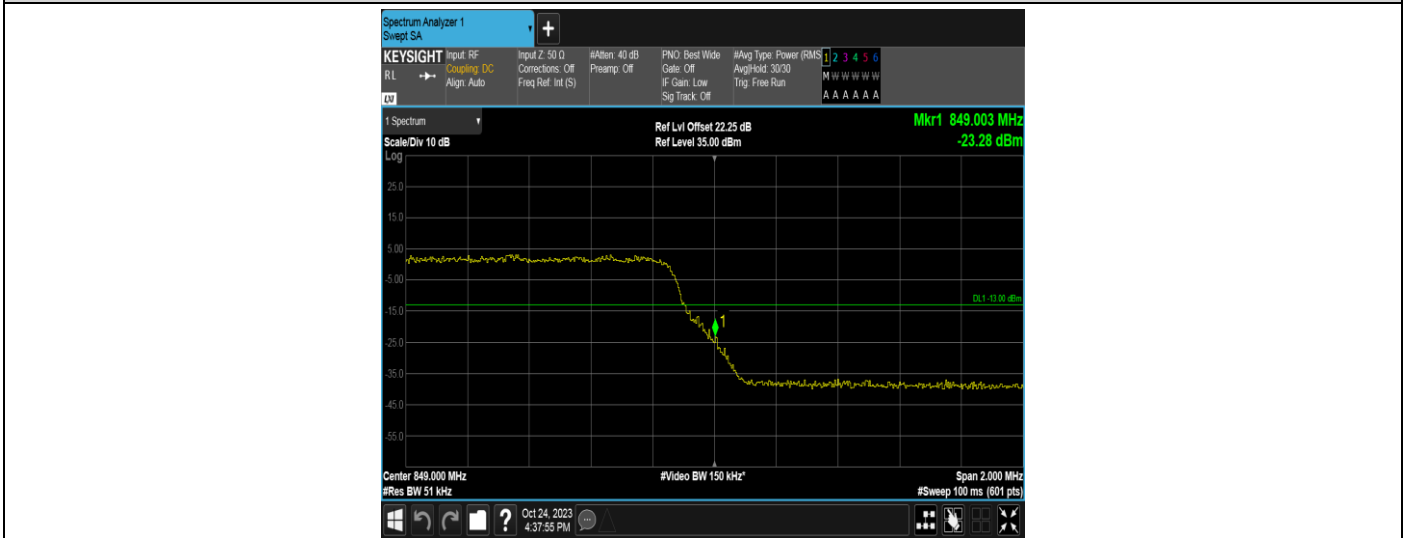 Spectrum Analyzer 1
Swept SA
+
KEYSIGHT
RL
LXI
Input: RF
Coupling: DC
Align: Auto
Input Z: 50 Ω
Corrections: Off
Freq Ref: Int (S)
#Atten: 40 dB
Preamp: Off
PNO: Best Wide
Gate: Off
IF Gain: Low
Sig Track: Off
#Avg Type: Power (RMS
Avg|Hold: 30/30
Trig: Free Run
1 2 3 4 5 6
M W W W W W
A A A A A A
1 Spectrum
Scale/Div 10 dB
Ref Lvl Offset 22.25 dB
Ref Level 35.00 dBm
Mkr1 849.003 MHz
-23.28 dBm
Log
25.0
15.0
5.00
-5.00
-15.0
-25.0
-35.0
-45.0
-55.0
DL1 -13.00 dBm
1
Center 849.000 MHz
#Res BW 51 kHz
#Video BW 150 kHz*
Span 2.000 MHz
#Sweep 100 ms (601 pts)
?
Oct 24, 2023
4:37:55 PM